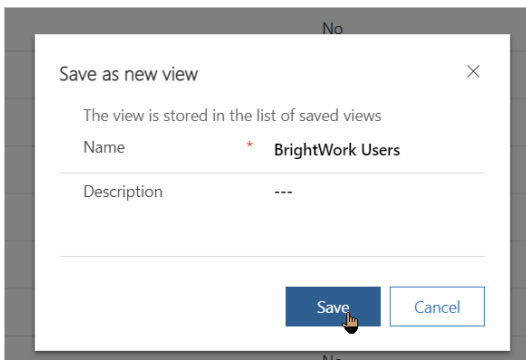 No
Save as new view
The view is stored in the list of saved views
Name * BrightWork Users
Description ---
Save Cancel
No